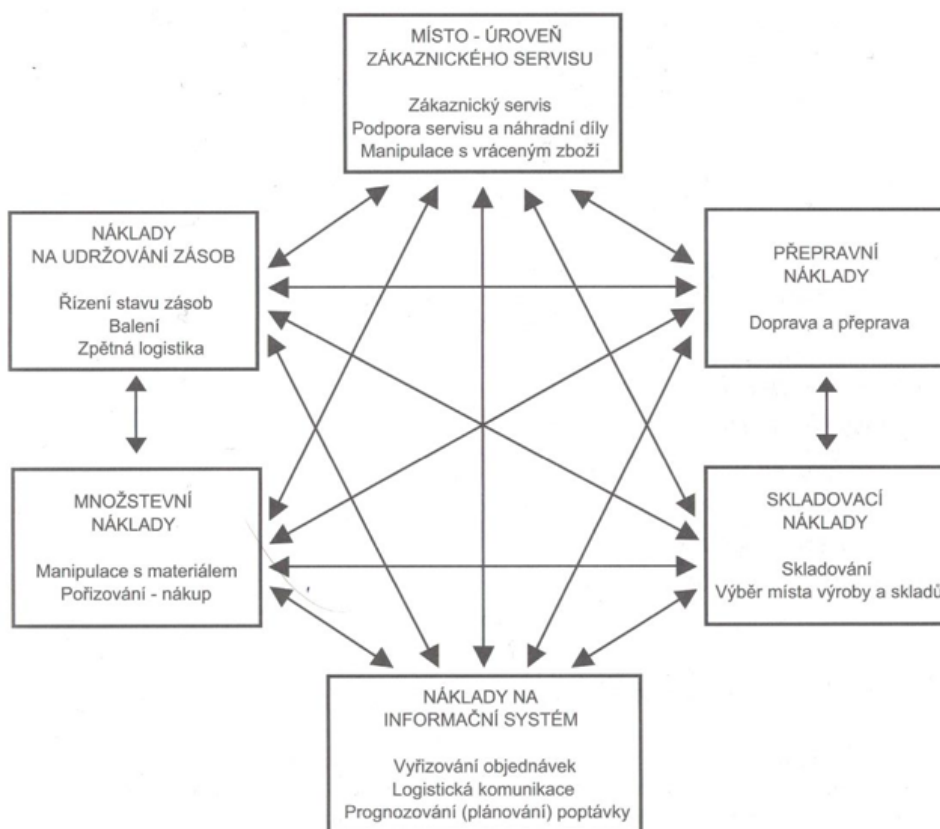 MÍSTO - ÚROVEŇ
ZÁKAZNICKÉHO SERVISU
Zákaznický servis
Podpora servisu a náhradní díly
Manipulace s vráceným zboží
NÁKLADY
NA UDRŽOVÁNÍ ZÁSOB
Řízení stavu zásob
Balení
Zpětná logistika
PŘEPRAVNÍ
NÁKLADY
Doprava a přeprava
MNOŽSTEVNÍ
NÁKLADY
Manipulace s materiálem
Pořizování - nákup
SKLADOVACÍ
NÁKLADY
Skladování
Výběr místa výroby a skladů
NÁKLADY NA
INFORMAČNÍ SYSTÉM
Vyřizování objednávek
Logistická komunikace
Prognozování (plánování) poptávky